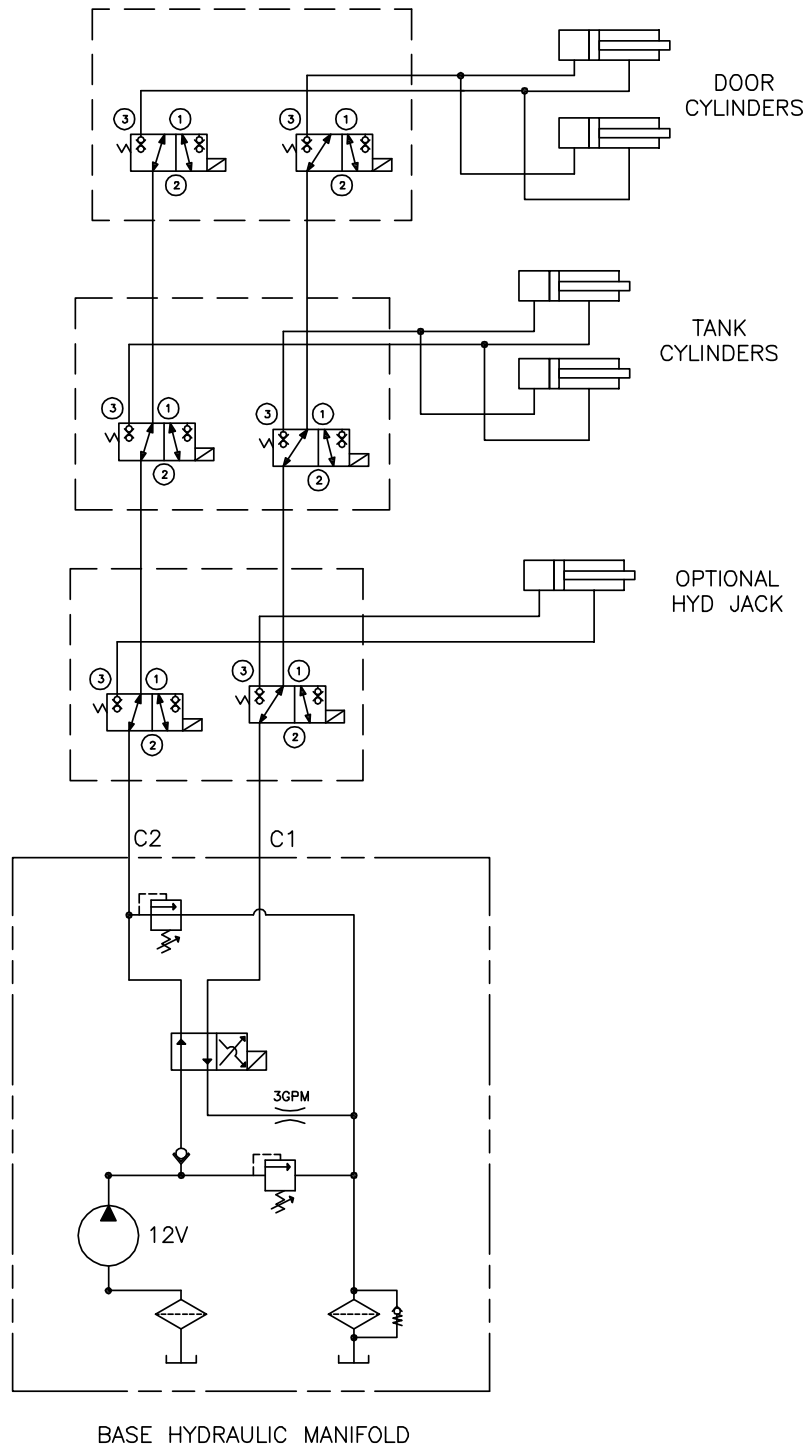 DOOR
CYLINDERS
3 1 3 1
2 2
TANK
CYLINDERS
3 1 3 1
2 2
OPTIONAL
HYD JACK
3 1 3 1
2 2
C2 C1
3GPM
12V
BASE HYDRAULIC MANIFOLD